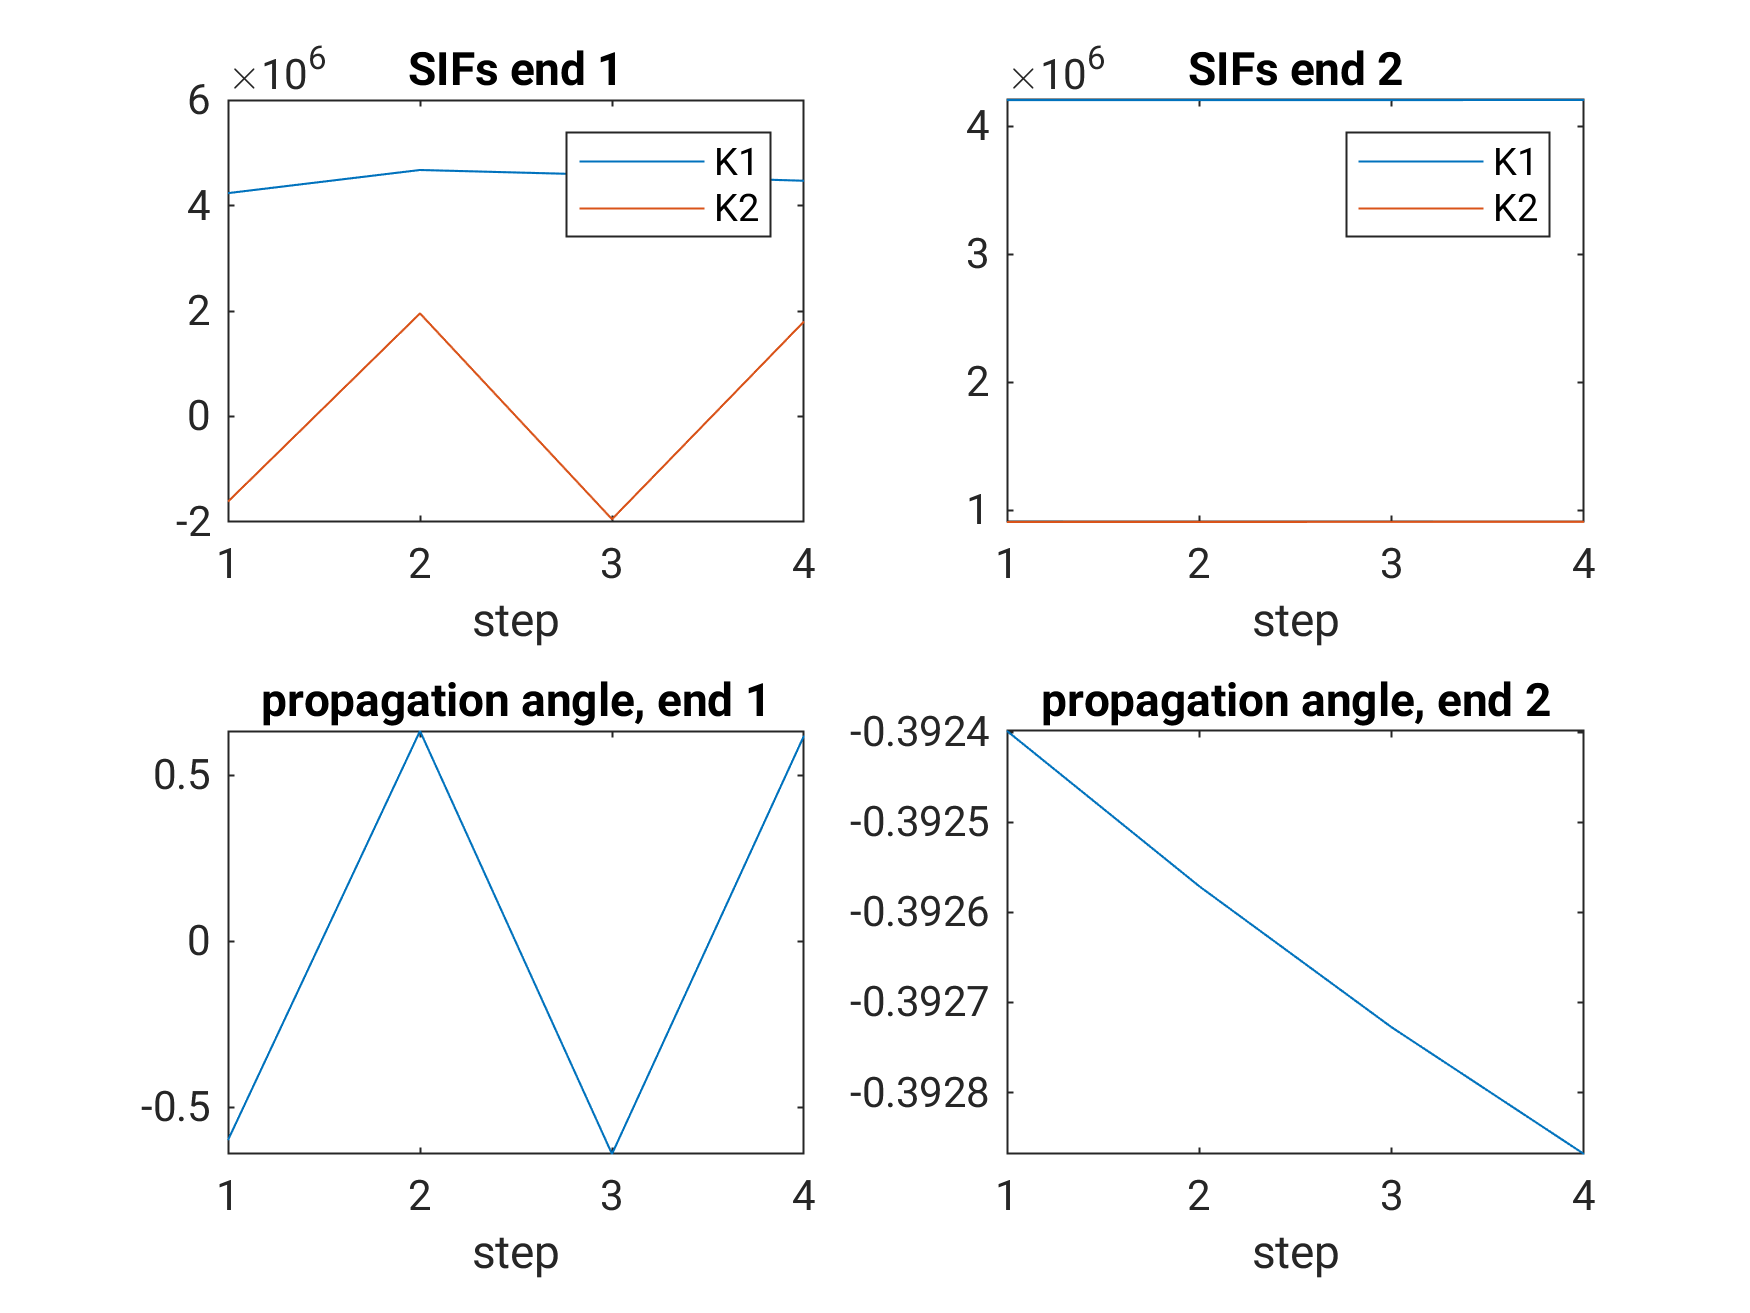 ×10^6
SIFs end 1
6
4
2
0
-2
K1
K2
1 2 3 4
step
×10^6
SIFs end 2
4
3
2
1
K1
K2
1 2 3 4
step
propagation angle, end 1
0.5
0
-0.5
1 2 3 4
step
propagation angle, end 2
-0.3924
-0.3925
-0.3926
-0.3927
-0.3928
1 2 3 4
step